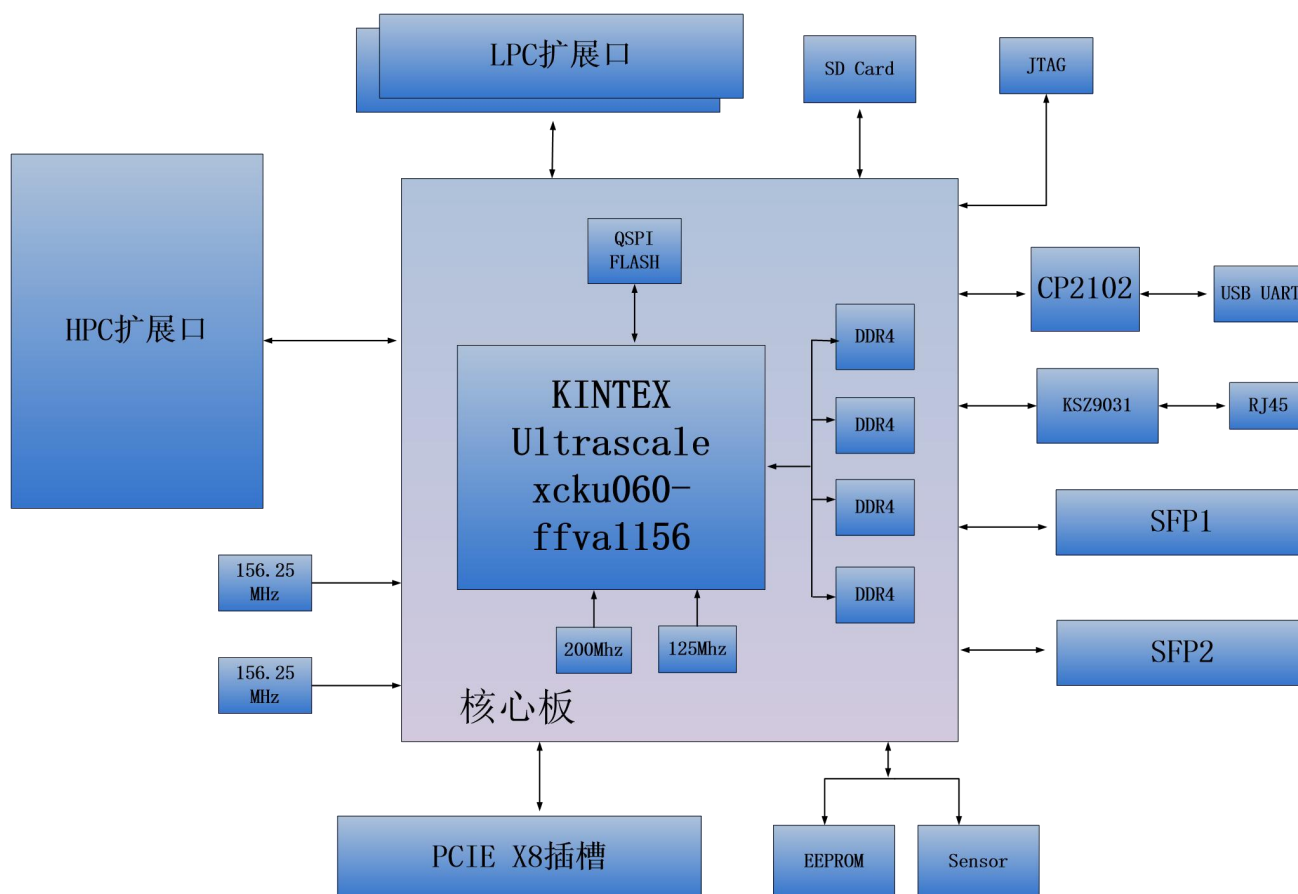 LPC扩展口
SD Card
JTAG
HPC扩展口
QSPI
FLASH
CP2102
USB UART
DDR4
KINTEX
Ultrascale
xcku060-
ffva1156
DDR4
KSZ9031
RJ45
DDR4
SFP1
156.25
MHz
DDR4
200Mhz
125Mhz
SFP2
156.25
MHz
核心板
PCIE X8插槽
EEPROM
Sensor